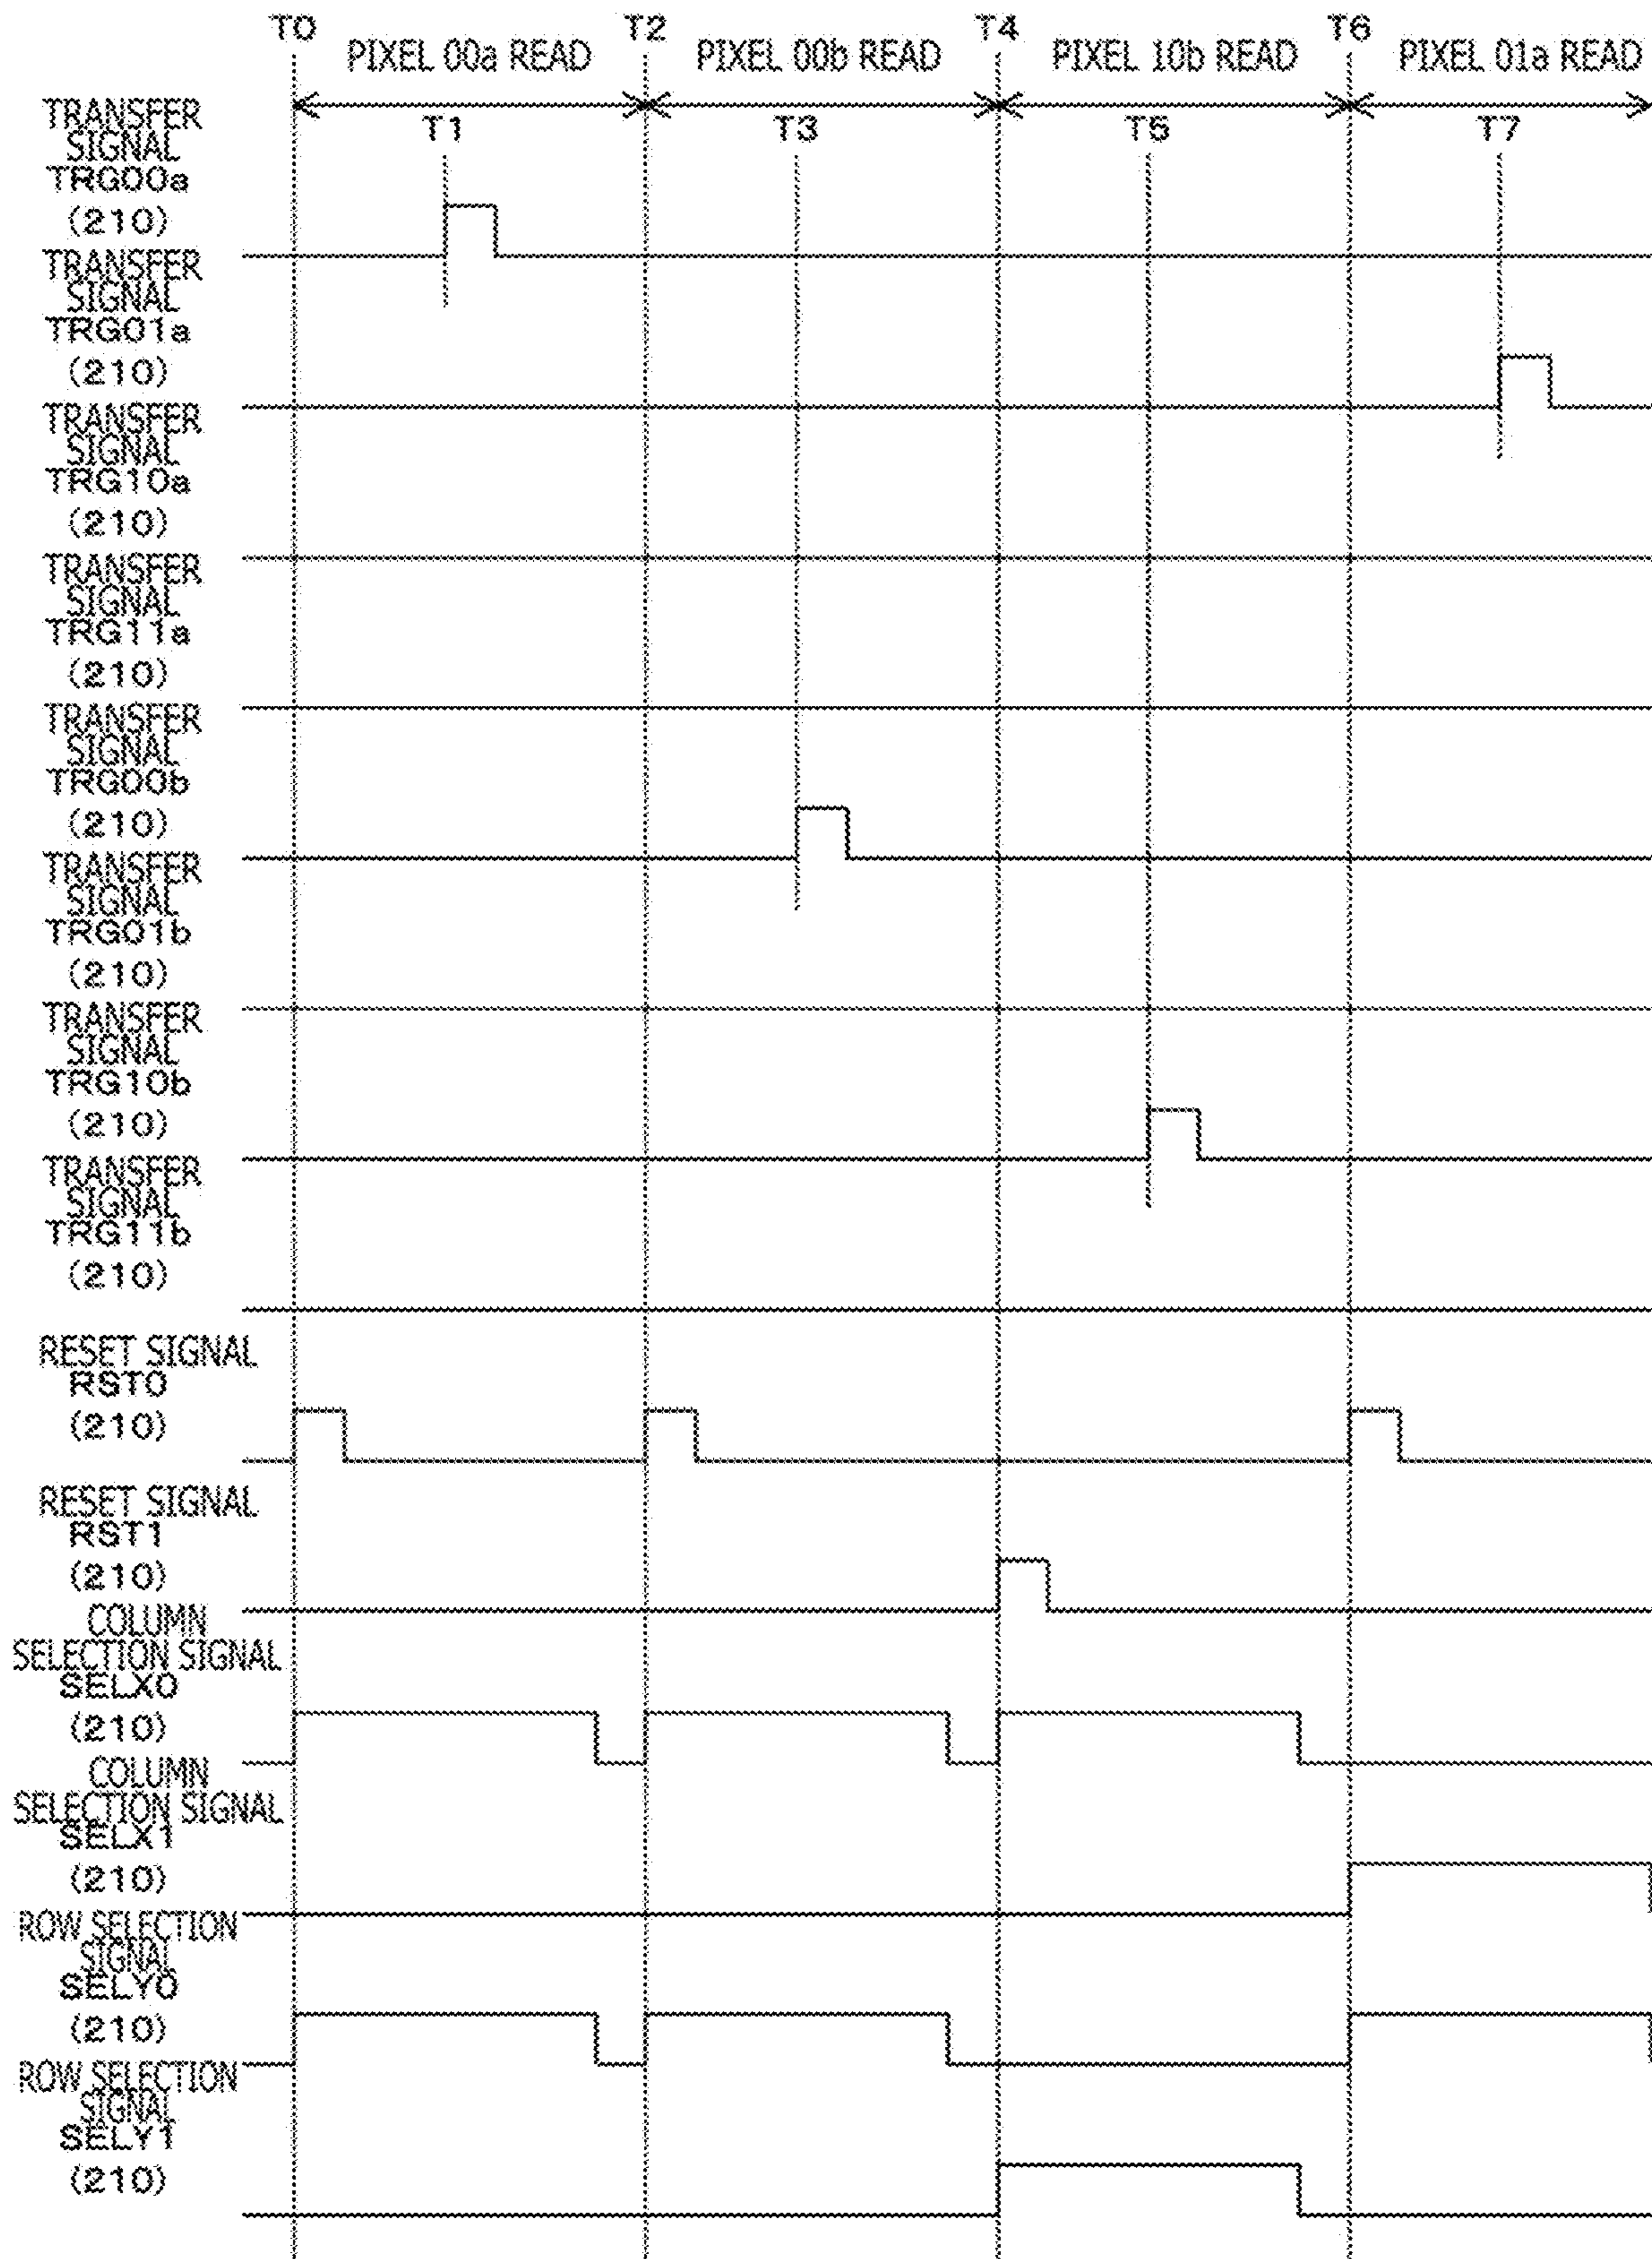 T0 T2 T4 T6
PIXEL 00a READ PIXEL 00b READ PIXEL 10b READ PIXEL 01a READ
T1 T3 T5 T7
TRANSFER
SIGNAL
TRG00a
(210)
TRANSFER
SIGNAL
TRG01a
(210)
TRANSFER
SIGNAL
TRG10a
(210)
TRANSFER
SIGNAL
TRG11a
(210)
TRANSFER
SIGNAL
TRG00b
(210)
TRANSFER
SIGNAL
TRG01b
(210)
TRANSFER
SIGNAL
TRG10b
(210)
TRANSFER
SIGNAL
TRG11b
(210)
RESET SIGNAL
RST0
(210)
RESET SIGNAL
RST1
(210)
COLUMN
SELECTION SIGNAL
SELX0
(210)
COLUMN
SELECTION SIGNAL
SELX1
(210)
ROW SELECTION
SIGNAL
SELY0
(210)
ROW SELECTION
SIGNAL
SELY1
(210)